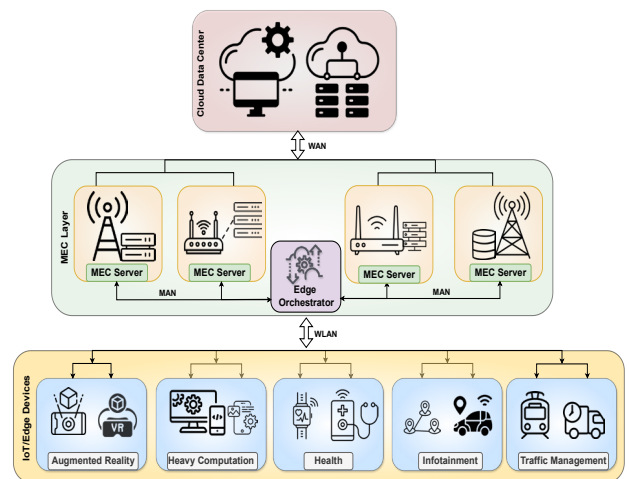 Cloud Data Center
WAN
MEC Layer
MEC Server
MEC Server
MEC Server
MEC Server
Edge
Orchestrator
MAN
MAN
WLAN
IoT/Edge Devices
VR
</>
Augmented Reality
Heavy Computation
Health
Infotainment
Traffic Management